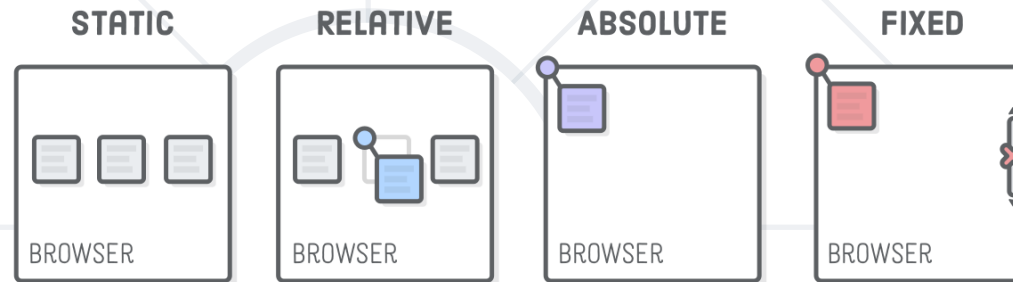 STATIC
RELATIVE
ABSOLUTE
FIXED
BROWSER
BROWSER
BROWSER
BROWSER